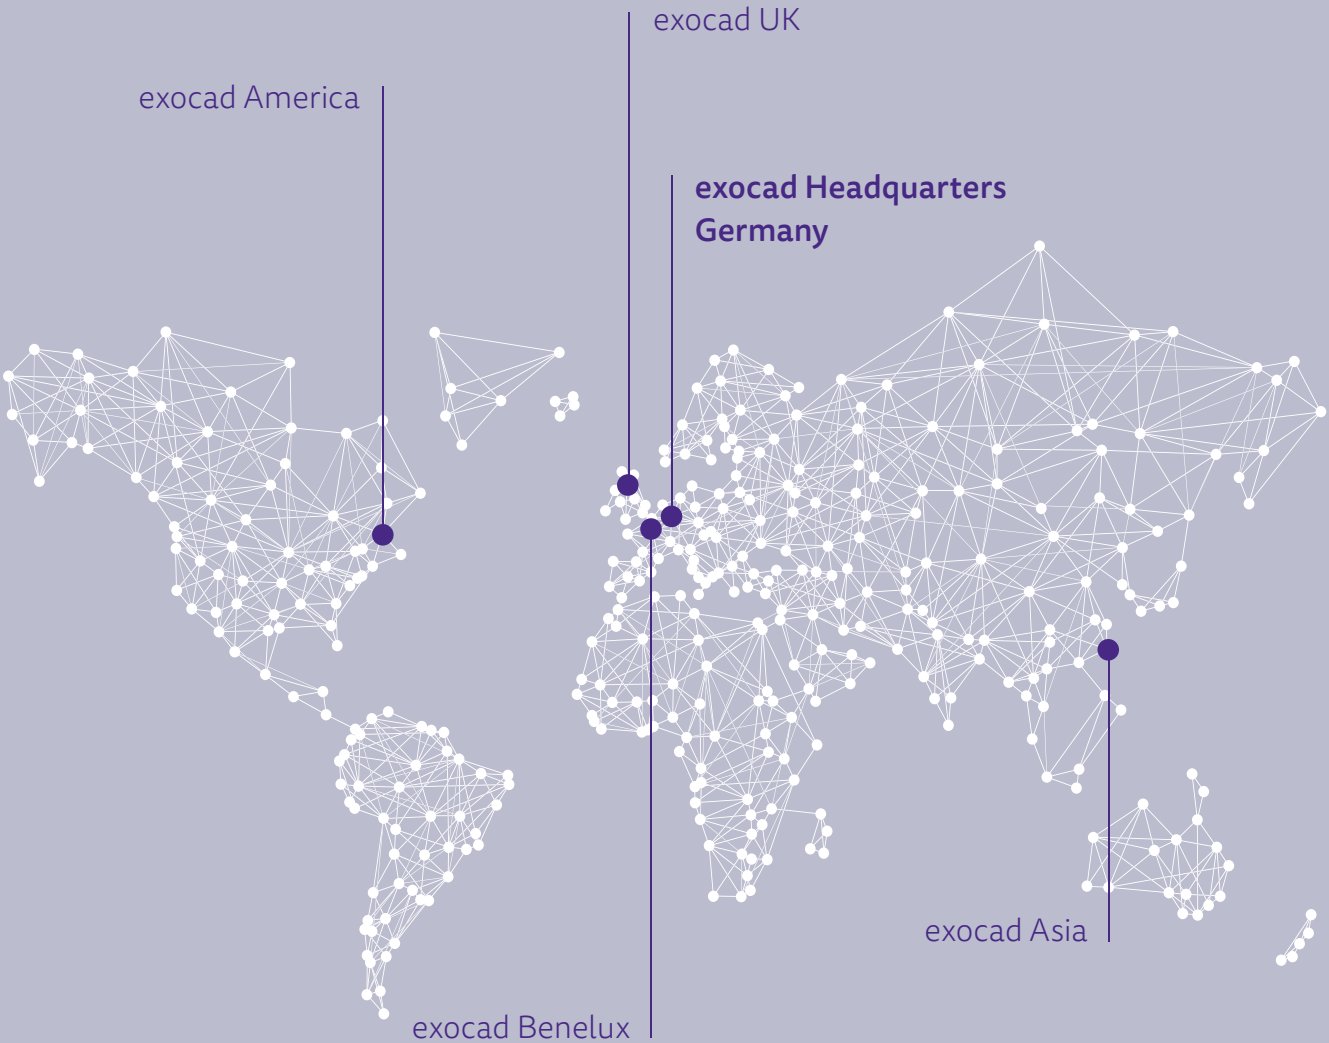 exocad UK
exocad America
exocad Headquarters
Germany
exocad Asia
exocad Benelux